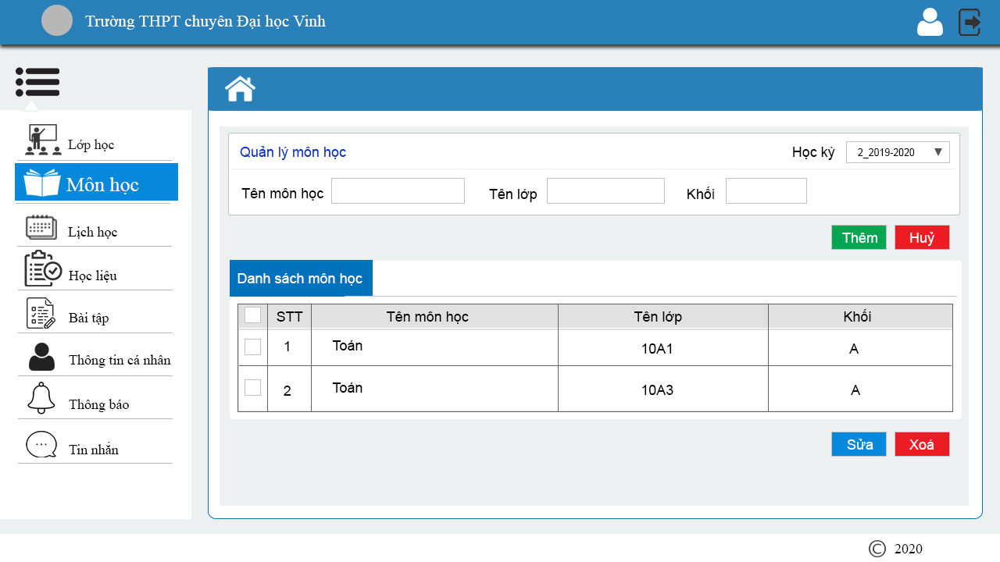 Trường THPT chuyên Đại học Vinh
Lớp học
Môn học
Lịch học
Học liệu
Bài tập
Thông tin cá nhân
Thông báo
Tin nhắn
Quản lý môn học
Học kỳ 2_2019-2020
Tên môn học Tên lớp Khối
Thêm Huỷ
Danh sách môn học
STT Tên môn học Tên lớp Khối
1 Toán 10A1 A
2 Toán 10A3 A
Sửa Xoá
© 2020